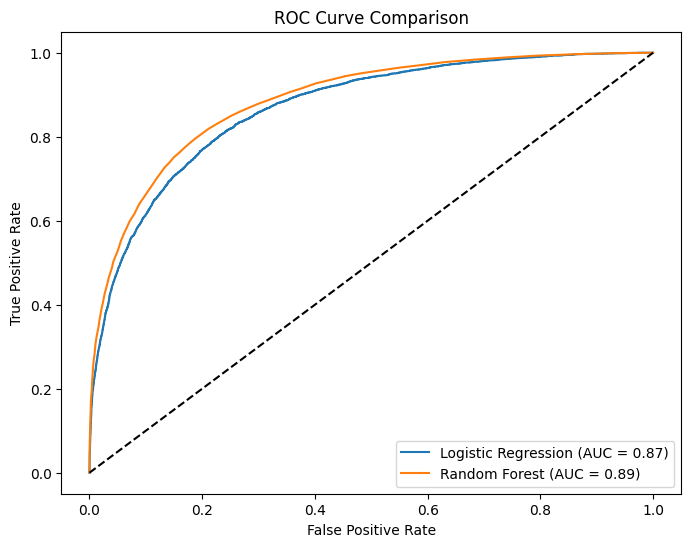 ROC Curve Comparison
True Positive Rate
1.0
0.8
0.6
0.4
0.2
0.0
Logistic Regression (AUC = 0.87)
Random Forest (AUC = 0.89)
0.0 0.2 0.4 0.6 0.8 1.0
False Positive Rate